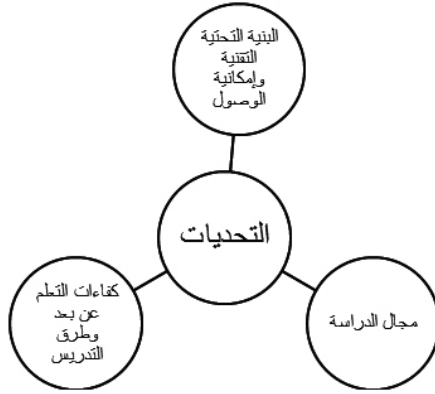 البنية التحتية
التقنية
وإمكانية
الوصول
التحديات
مجال الدراسة
كفاءات التعلم
عن بعد
وطرق
التدريس